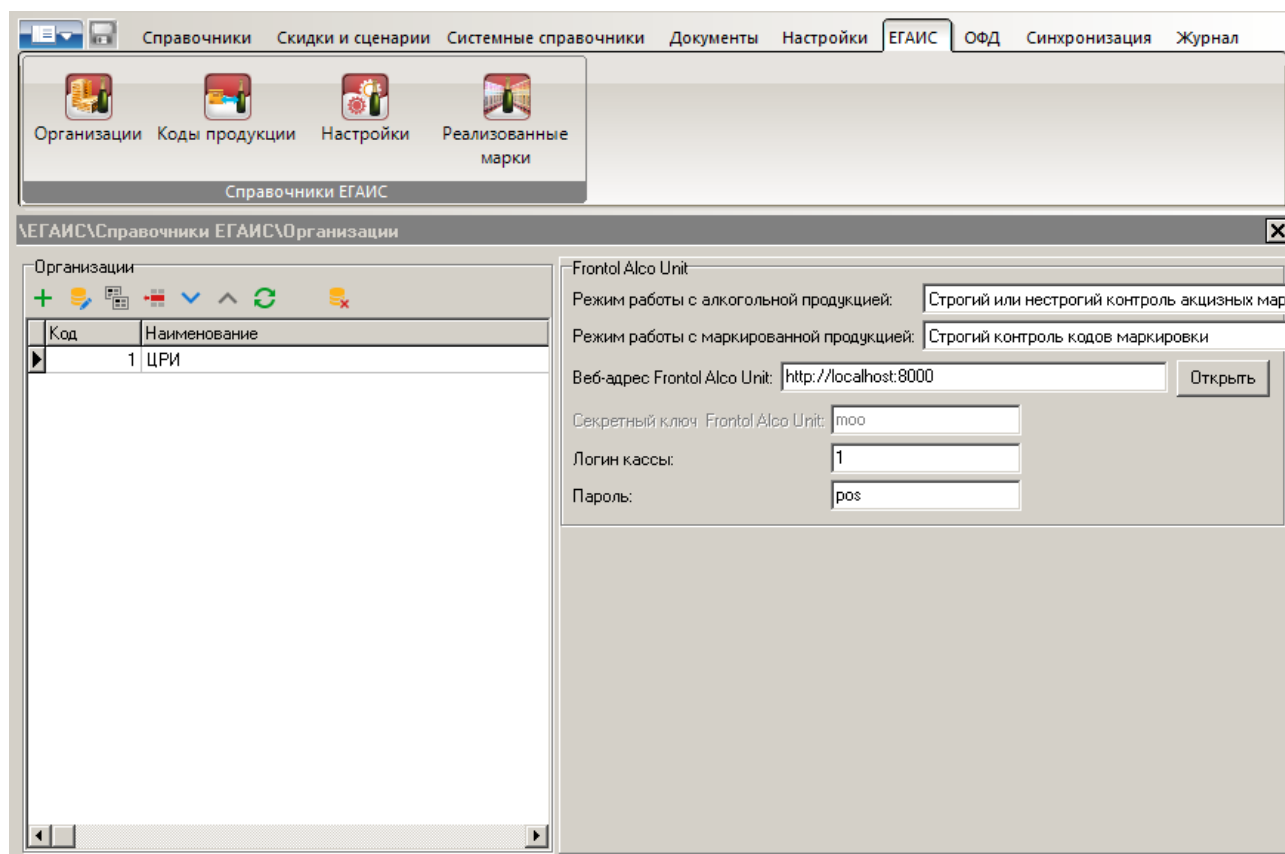 Справочники Скидки и сценарии Системные справочники Документы Настройки ЕГАИС ОФД Синхронизация Журнал
Организации Коды продукции Настройки Реализованные
марки
Справочники ЕГАИС
\ЕГАИС\Справочники ЕГАИС\Организации
Организации
Код Наименование
1 ЦРИ
Frontol Alco Unit
Режим работы с алкогольной продукцией: Строгий или нестрогий контроль акцизных мар
Режим работы с маркированной продукцией: Строгий контроль кодов маркировки
Веб-адрес Frontol Alco Unit: http://localhost:8000 Открыть
Секретный ключ Frontol Alco Unit: moo
Логин кассы: 1
Пароль: pos